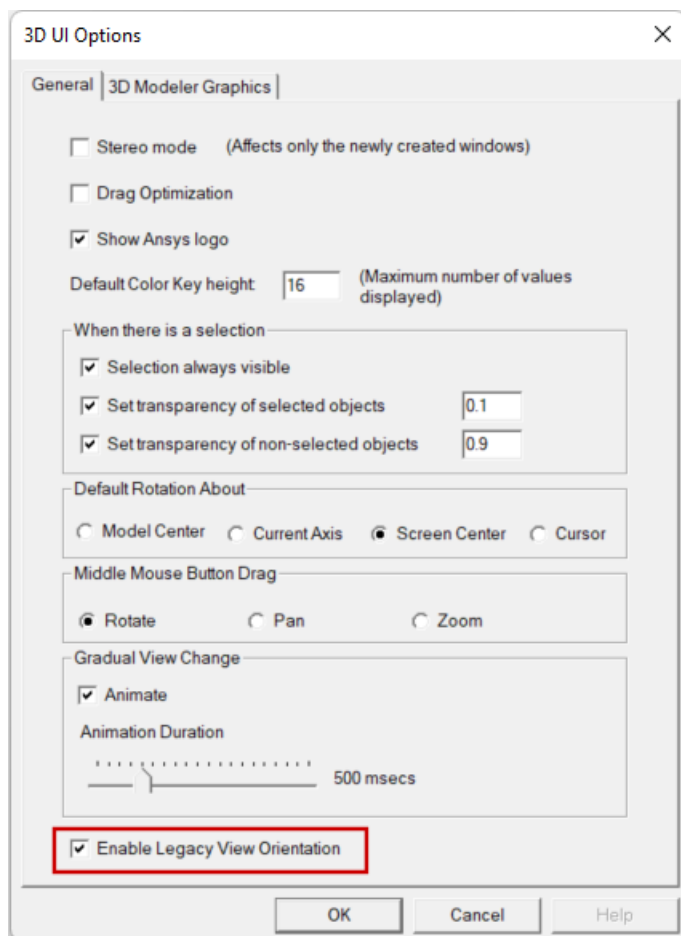 3D UI Options
General
3D Modeler Graphics
Stereo mode (Affects only the newly created windows)
Drag Optimization
Show Ansys logo
Default Color Key height: 16 (Maximum number of values
displayed)
When there is a selection
Selection always visible
Set transparency of selected objects 0.1
Set transparency of non-selected objects 0.9
Default Rotation About
Model Center Current Axis Screen Center Cursor
Middle Mouse Button Drag
Rotate Pan Zoom
Gradual View Change
Animate
Animation Duration
500 msecs
Enable Legacy View Orientation
OK Cancel Help